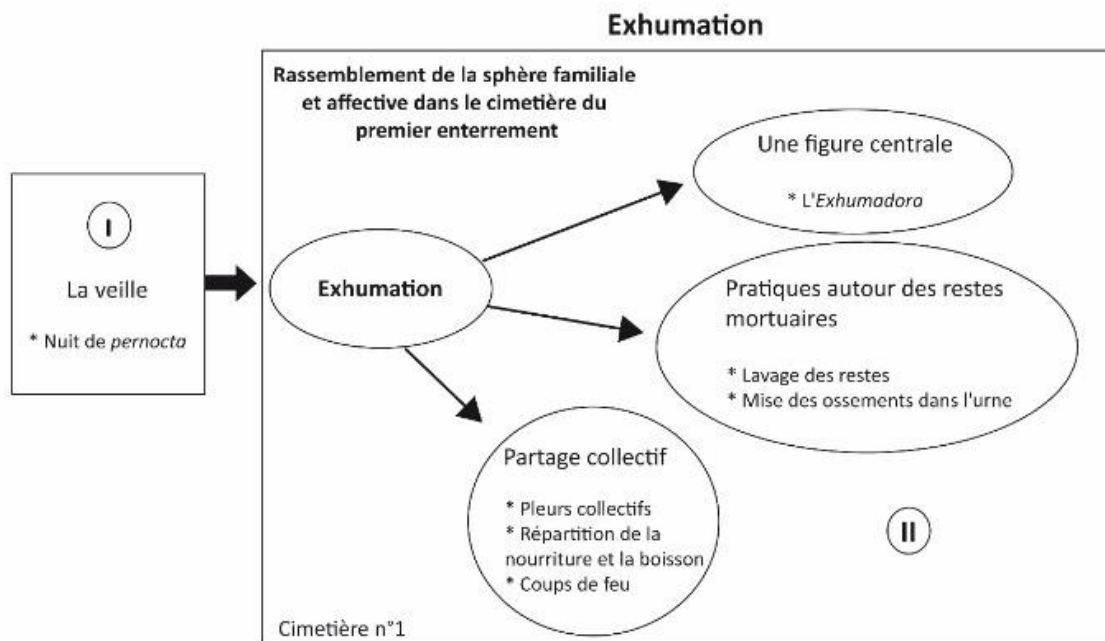 Exhumation
Rassemblement de la sphère familiale
et affective dans le cimetière du
premier enterrement
I
La veille
* Nuit de pernocta
Exhumation
Une figure centrale
* L'Exhumadora
Pratiques autour des restes
mortuaires
* Lavage des restes
* Mise des ossements dans l'urne
Partage collectif
* Pleurs collectifs
* Répartition de la
nourriture et la boisson
* Coups de feu
II
Cimetière n°1